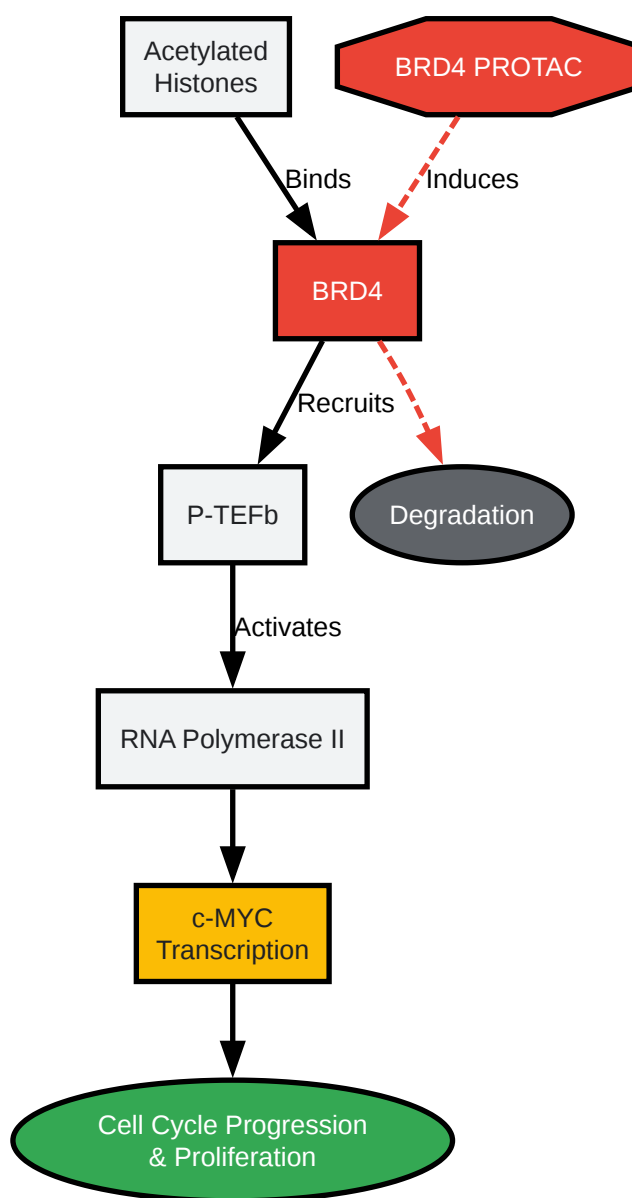 Acetylated
Histones
BRD4 PROTAC
Binds
Induces
BRD4
Recruits
P-TEFb
Degradation
Activates
RNA Polymerase II
c-MYC
Transcription
Cell Cycle Progression
& Proliferation